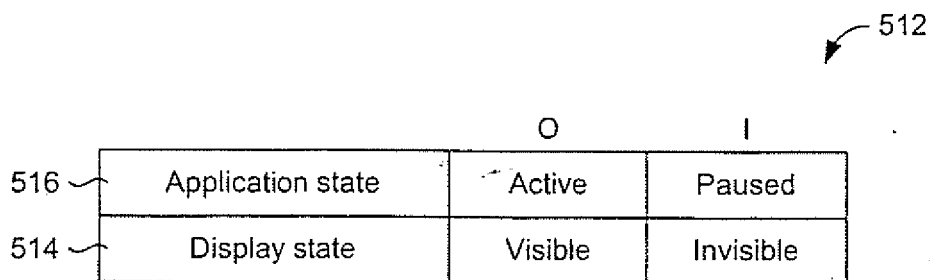 512
O I
516 Application state Active Paused
514 Display state Visible Invisible